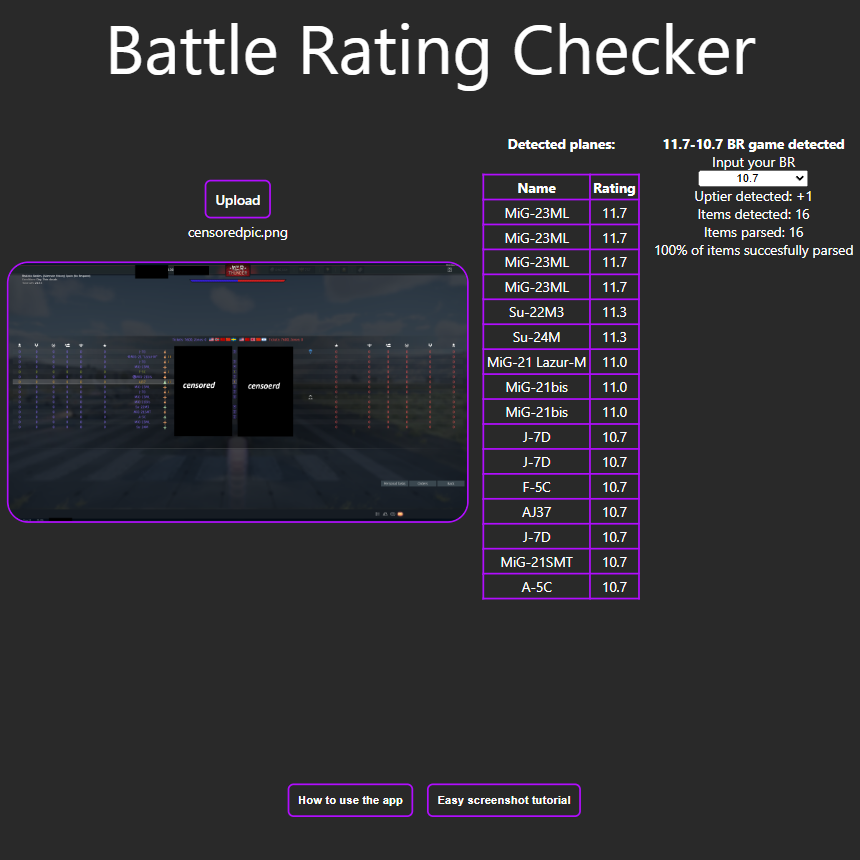 Battle Rating Checker
Upload
censoredpic.png
censored
censoerd
Detected planes:
Name Rating
MiG-23ML 11.7
MiG-23ML 11.7
MiG-23ML 11.7
MiG-23ML 11.7
Su-22M3 11.3
Su-24M 11.3
MiG-21 Lazur-M 11.0
MiG-21bis 11.0
MiG-21bis 11.0
J-7D 10.7
J-7D 10.7
F-5C 10.7
AJ37 10.7
J-7D 10.7
MiG-21SMT 10.7
A-5C 10.7
11.7-10.7 BR game detected
Input your BR
10.7
Uptier detected: +1
Items detected: 16
Items parsed: 16
100% of items succesfully parsed
How to use the app
Easy screenshot tutorial